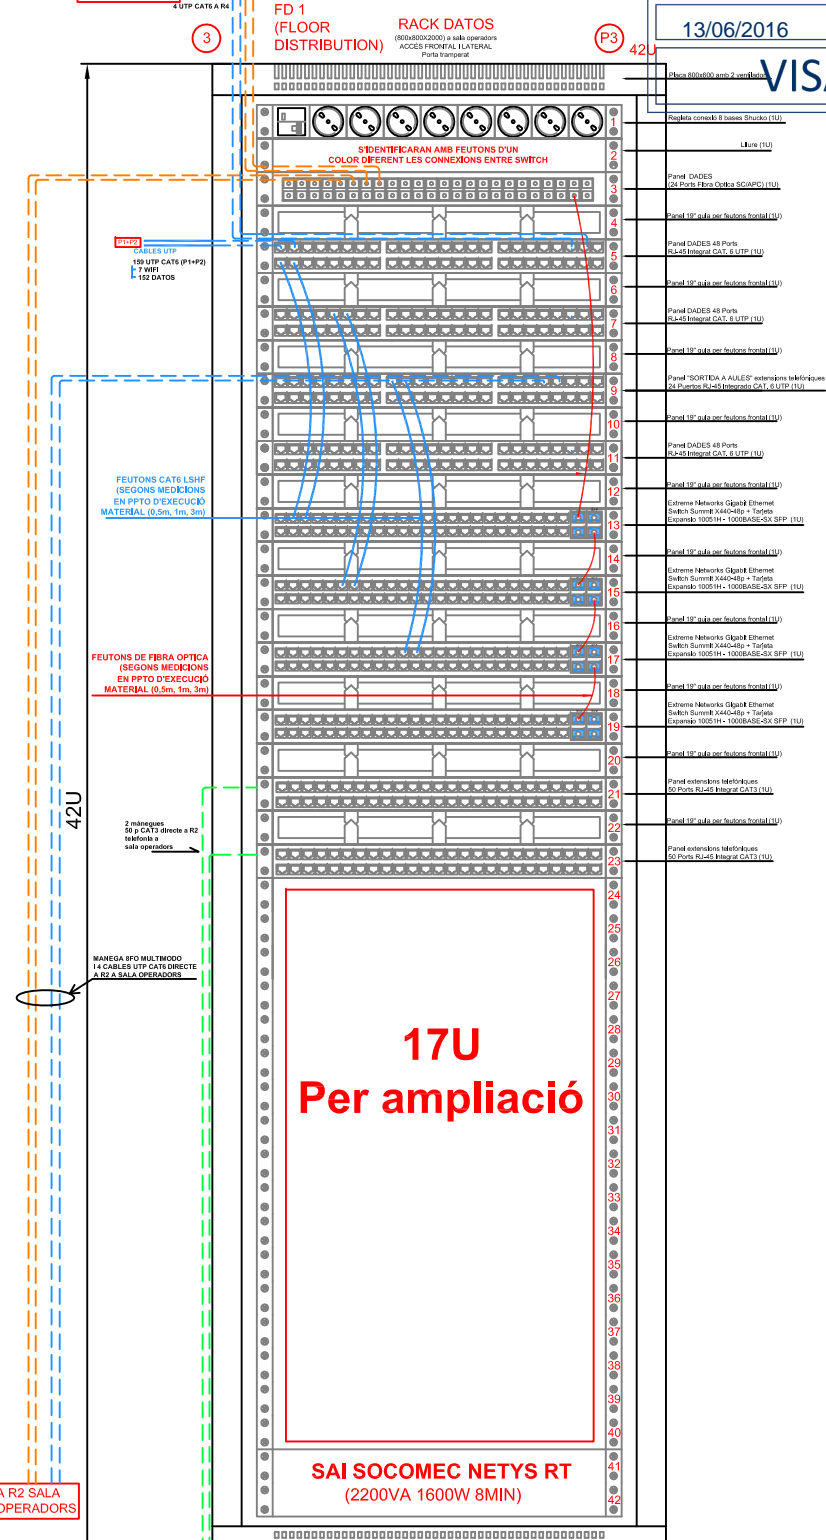 4 UTP CAT6 A R4
FD 1
(FLOOR
DISTRIBUTION)
3
RACK DATOS
(800x800X2000) a sala operadors
ACCÉS FRONTAL I LATERAL
Porta tramperat
P3
42U
13/06/2016
VISA
Placa 800x800 amb 2 ventiladors
1
Regleta conexió 8 bases Shucko (1U)
S'IDENTIFICARAN AMB FEUTONS D'UN
COLOR DIFERENT LES CONNEXIONS ENTRE SWITCH
2
Lliure (1U)
3
Panel DADES
(24 Ports Fibra Optica SC/APC) (1U)
4
Panel 19" guia per feutons frontal (1U)
P1+P2
CABLES UTP
159 UTP CAT6 (P1+P2)
- 7 WIFI
- 152 DATOS
5
Panel DADES 48 Ports
RJ-45 Integrat CAT. 6 UTP (1U)
6
Panel 19" guia per feutons frontal (1U)
7
Panel DADES 48 Ports
RJ-45 Integrat CAT. 6 UTP (1U)
8
Panel 19" guia per feutons frontal (1U)
9
Panel "SORTIDA A AULES" extensions telefòniques
24 Puertos RJ-45 Integrado CAT. 6 UTP (1U)
10
Panel 19" guia per feutons frontal (1U)
11
Panel DADES 48 Ports
RJ-45 Integrat CAT. 6 UTP (1U)
12
Panel 19" guia per feutons frontal (1U)
FEUTONS CAT6 LSHF
(SEGONS MEDICIONS
EN PPTO D'EXECUCIÓ
MATERIAL (0,5m, 1m, 3m)
13
Extreme Networks Gigabit Ethernet
Switch Summit X440-48p + Tarjeta
Expansio 10051H - 1000BASE-SX SFP (1U)
14
Panel 19" guia per feutons frontal (1U)
15
Extreme Networks Gigabit Ethernet
Switch Summit X440-48p + Tarjeta
Expansio 10051H - 1000BASE-SX SFP (1U)
16
Panel 19" guia per feutons frontal (1U)
17
Extreme Networks Gigabit Ethernet
Switch Summit X440-48p + Tarjeta
Expansio 10051H - 1000BASE-SX SFP (1U)
FEUTONS DE FIBRA OPTICA
(SEGONS MEDICIONS
EN PPTO D'EXECUCIÓ
MATERIAL (0,5m, 1m, 3m)
18
Panel 19" guia per feutons frontal (1U)
19
Extreme Networks Gigabit Ethernet
Switch Summit X440-48p + Tarjeta
Expansio 10051H - 1000BASE-SX SFP (1U)
20
Panel 19" guia per feutons frontal (1U)
21
Panel extensions telefòniques
50 Ports RJ-45 Integrat CAT3 (1U)
42U
22
Panel 19" guia per feutons frontal (1U)
2 mànegues
50 p CAT3 directe a R2
telefonia a
sala operadors
23
Panel extensions telefòniques
50 Ports RJ-45 Integrat CAT3 (1U)
24
25
26
MANEGA 8FO MULTIMODO
I 4 CABLES UTP CAT6 DIRECTE
A R2 A SALA OPERADORS
27
28
17U
Per ampliació
29
30
31
32
33
34
35
36
37
38
39
40
41
SAI SOCOMEC NETYS RT
(2200VA 1600W 8MIN)
42
A R2 SALA
OPERADORS